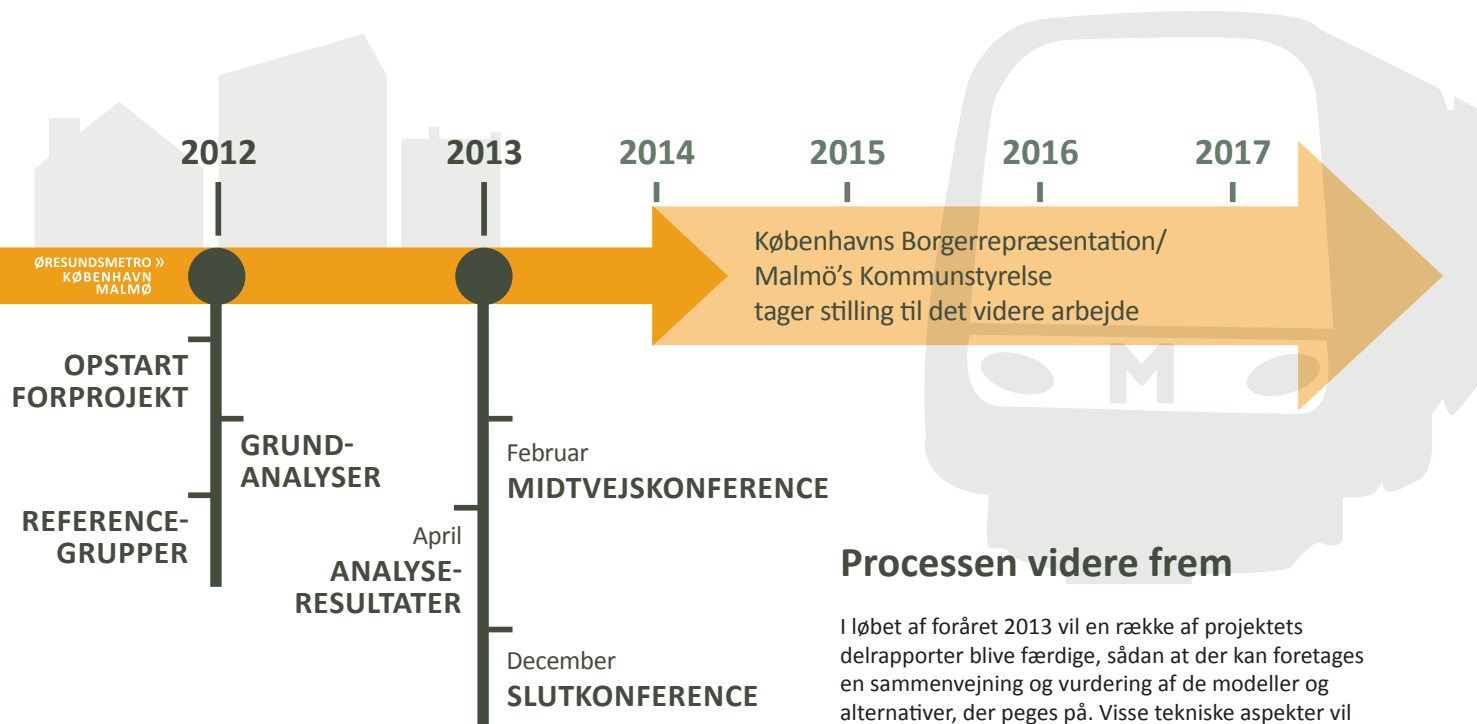 2012
2013
2014
2015
2016
2017
ØRESUNDSMETRO »
KØBENHAVN
MALMØ
Københavns Borgerrepræsentation/
Malmö's Kommunstyrelse
tager stilling til det videre arbejde
OPSTART
FORPROJEKT
GRUND-
ANALYSER
REFERENCE-
GRUPPER
Februar
MIDTVEJSKONFERENCE
April
ANALYSE-
RESULTATER
December
SLUTKONFERENCE
M
Processen videre frem
I løbet af foråret 2013 vil en række af projektets
delrapporter blive færdige, sådan at der kan foretages
en sammenvejning og vurdering af de modeller og
alternativer, der peges på. Visse tekniske aspekter vil